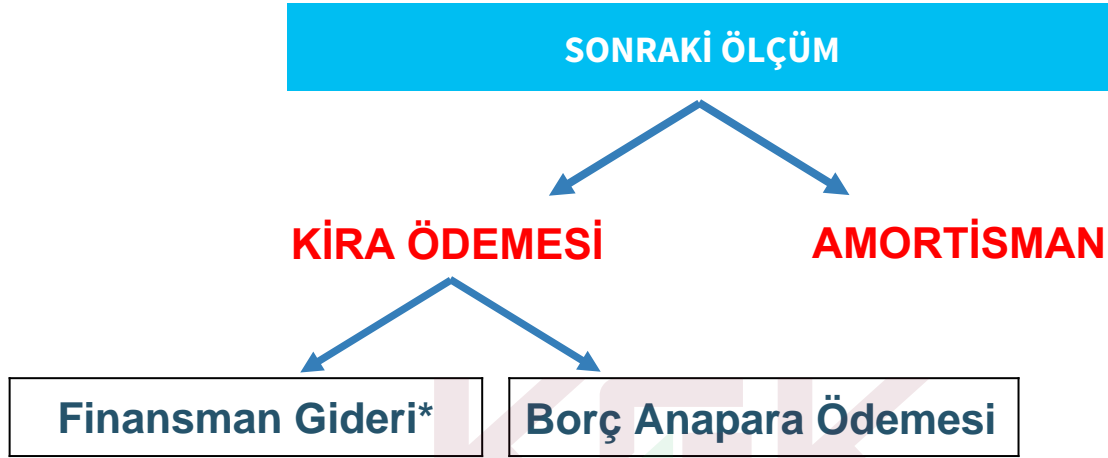 SONRAKİ ÖLÇÜM
KİRA ÖDEMESİ
AMORTİSMAN
Finansman Gideri*
Borç Anapara Ödemesi